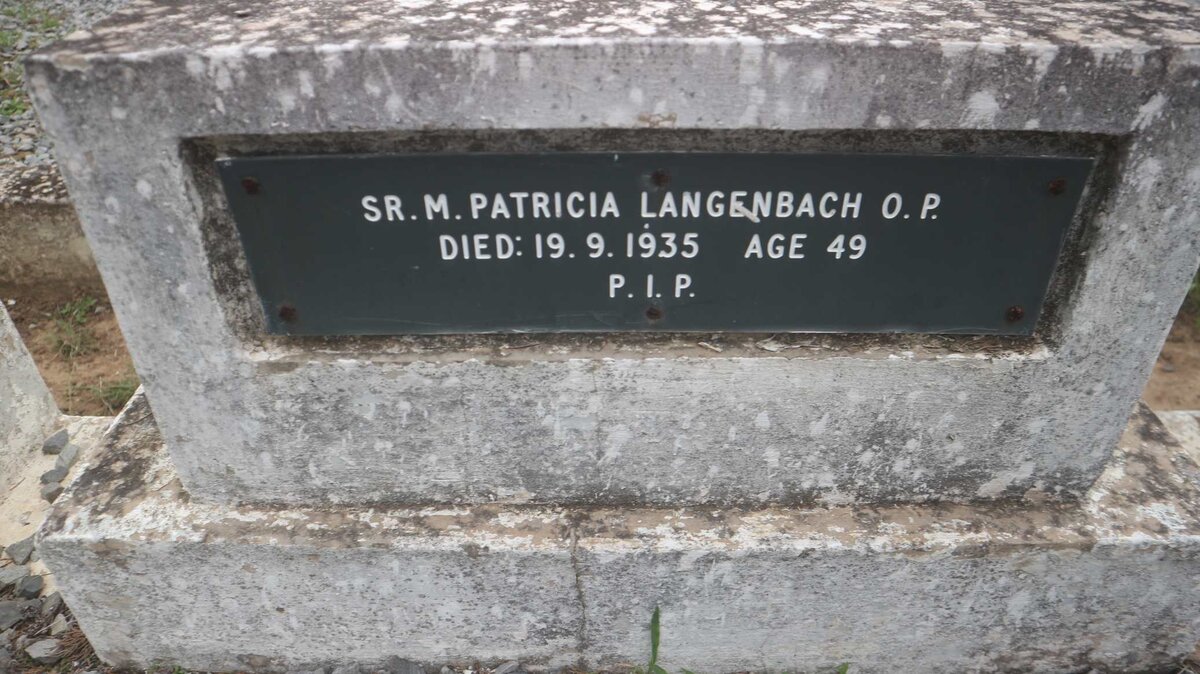 SR. M. PATRICIA LANGENBACH O.P.
DIED: 19.9.1935 AGE 49
P.I.P.